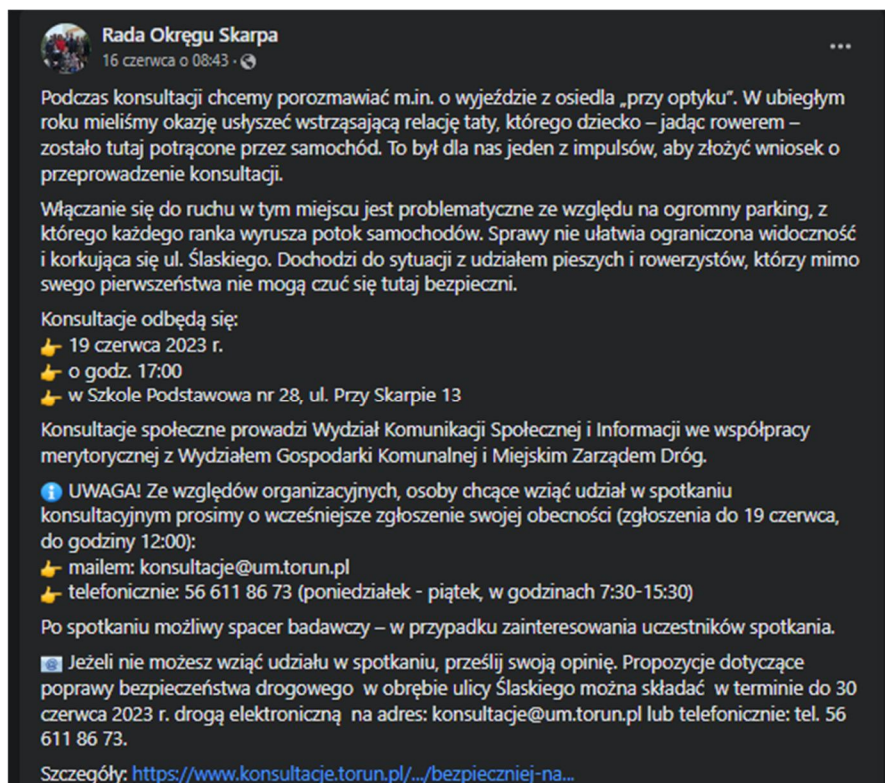 Rada Okręgu Skarpa
16 czerwca o 08:43 ·
Podczas konsultacji chcemy porozmawiać m.in. o wyjeździe z osiedla „przy optyku”. W ubiegłym
roku mieliśmy okazję usłyszeć wstrząsającą relację taty, którego dziecko – jadąc rowerem –
zostało tutaj potrącone przez samochód. To był dla nas jeden z impulsów, aby złożyć wniosek o
przeprowadzenie konsultacji.
Włączanie się do ruchu w tym miejscu jest problematyczne ze względu na ogromny parking, z
którego każdego ranka wyrusza potok samochodów. Sprawy nie ułatwia ograniczona widoczność
i korkująca się ul. Ślaskiego. Dochodzi do sytuacji z udziałem pieszych i rowerzystów, którzy mimo
swego pierwszeństwa nie mogą czuć się tutaj bezpieczni.
Konsultacje odbędą się:
👉 19 czerwca 2023 r.
👉 o godz. 17:00
👉 w Szkole Podstawowa nr 28, ul. Przy Skarpie 13
Konsultacje społeczne prowadzi Wydział Komunikacji Społecznej i Informacji we współpracy
merytorycznej z Wydziałem Gospodarki Komunalnej i Miejskim Zarządem Dróg.
ℹ️ UWAGA! Ze względów organizacyjnych, osoby chcące wziąć udział w spotkaniu
konsultacyjnym prosimy o wcześniejsze zgłoszenie swojej obecności (zgłoszenia do 19 czerwca,
do godziny 12:00):
👉 mailem: konsultacje@um.torun.pl
👉 telefonicznie: 56 611 86 73 (poniedziałek - piątek, w godzinach 7:30-15:30)
Po spotkaniu możliwy spacer badawczy – w przypadku zainteresowania uczestników spotkania.
📧 Jeżeli nie możesz wziąć udziału w spotkaniu, prześlij swoją opinię. Propozycje dotyczące
poprawy bezpieczeństwa drogowego w obrębie ulicy Ślaskiego można składać w terminie do 30
czerwca 2023 r. drogą elektroniczną na adres: konsultacje@um.torun.pl lub telefonicznie: tel. 56
611 86 73.
Szczegóły: https://www.konsultacje.torun.pl/.../bezpieczniej-na...